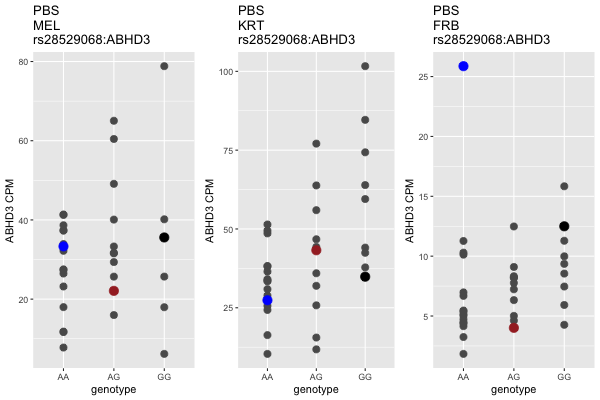 PBS
MEL
rs28529068:ABHD3
80
60
40
20
ABHD3 CPM
AA
AG
GG
genotype
PBS
KRT
rs28529068:ABHD3
100
75
50
25
ABHD3 CPM
AA
AG
GG
genotype
PBS
FRB
rs28529068:ABHD3
25
20
15
10
5
ABHD3 CPM
AA
AG
GG
genotype